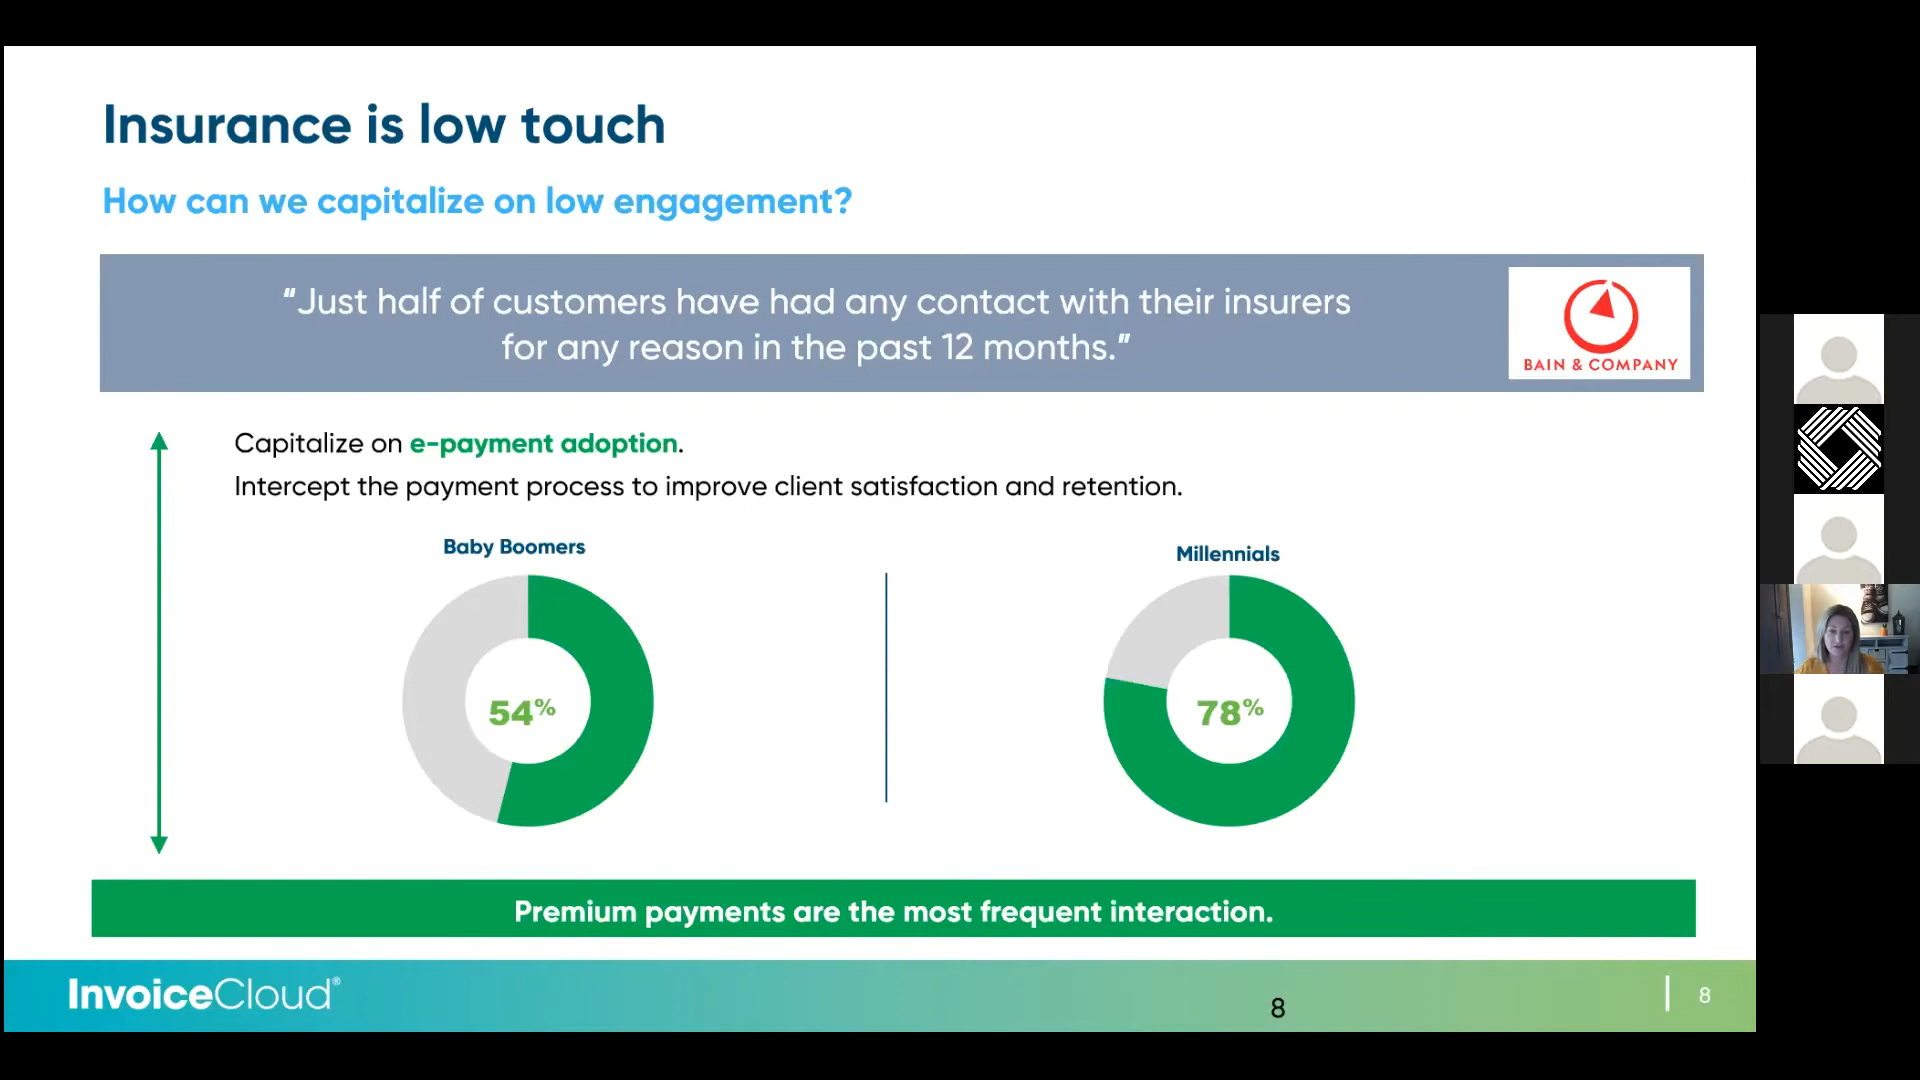 Insurance is low touch
How can we capitalize on low engagement?
“Just half of customers have had any contact with their insurers
for any reason in the past 12 months.”
BAIN & COMPANY
Capitalize on e-payment adoption.
Intercept the payment process to improve client satisfaction and retention.
Baby Boomers
Millennials
54%
78%
Premium payments are the most frequent interaction.
InvoiceCloud®
8
8